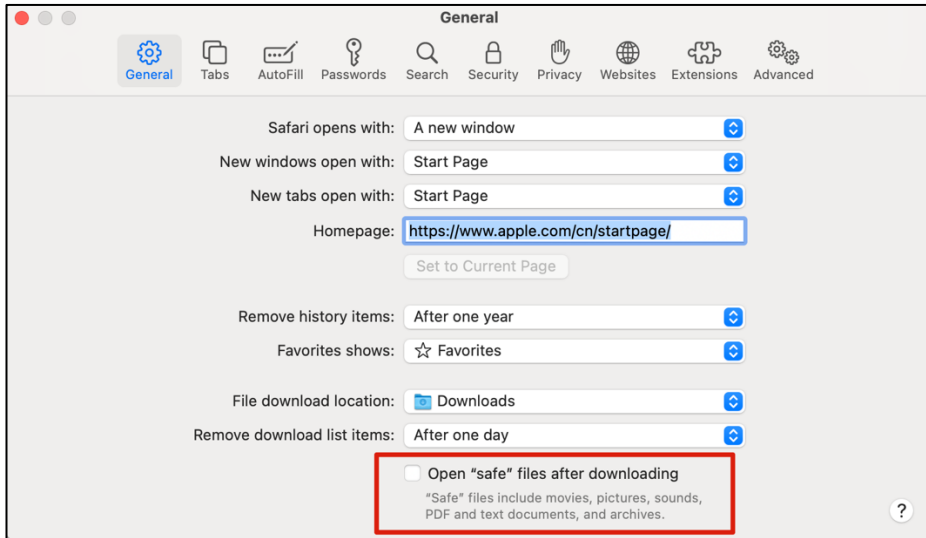 General
General Tabs AutoFill Passwords Search Security Privacy Websites Extensions Advanced
Safari opens with: A new window
New windows open with: Start Page
New tabs open with: Start Page
Homepage: https://www.apple.com/cn/startpage/
Set to Current Page
Remove history items: After one year
Favorites shows: Favorites
File download location: Downloads
Remove download list items: After one day
Open “safe” files after downloading
“Safe” files include movies, pictures, sounds,
PDF and text documents, and archives.
?